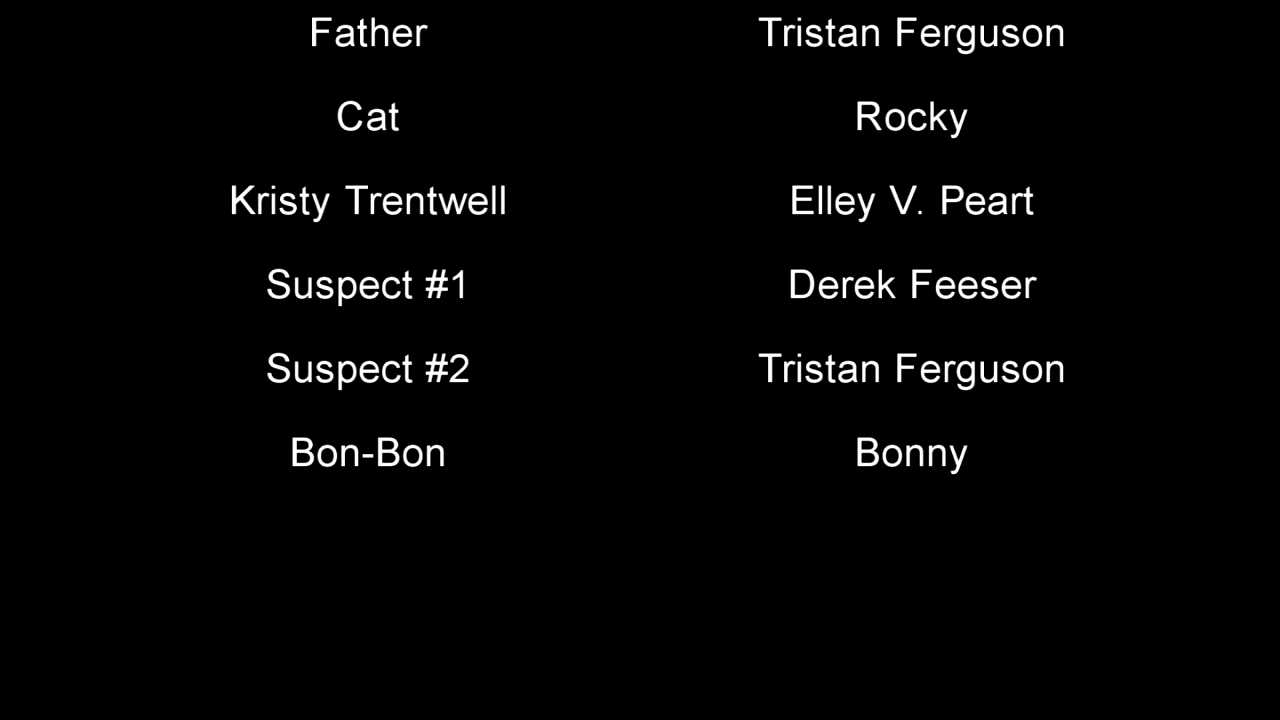 Father Tristan Ferguson
Cat Rocky
Kristy Trentwell Elley V. Peart
Suspect #1 Derek Feeser
Suspect #2 Tristan Ferguson
Bon-Bon Bonny